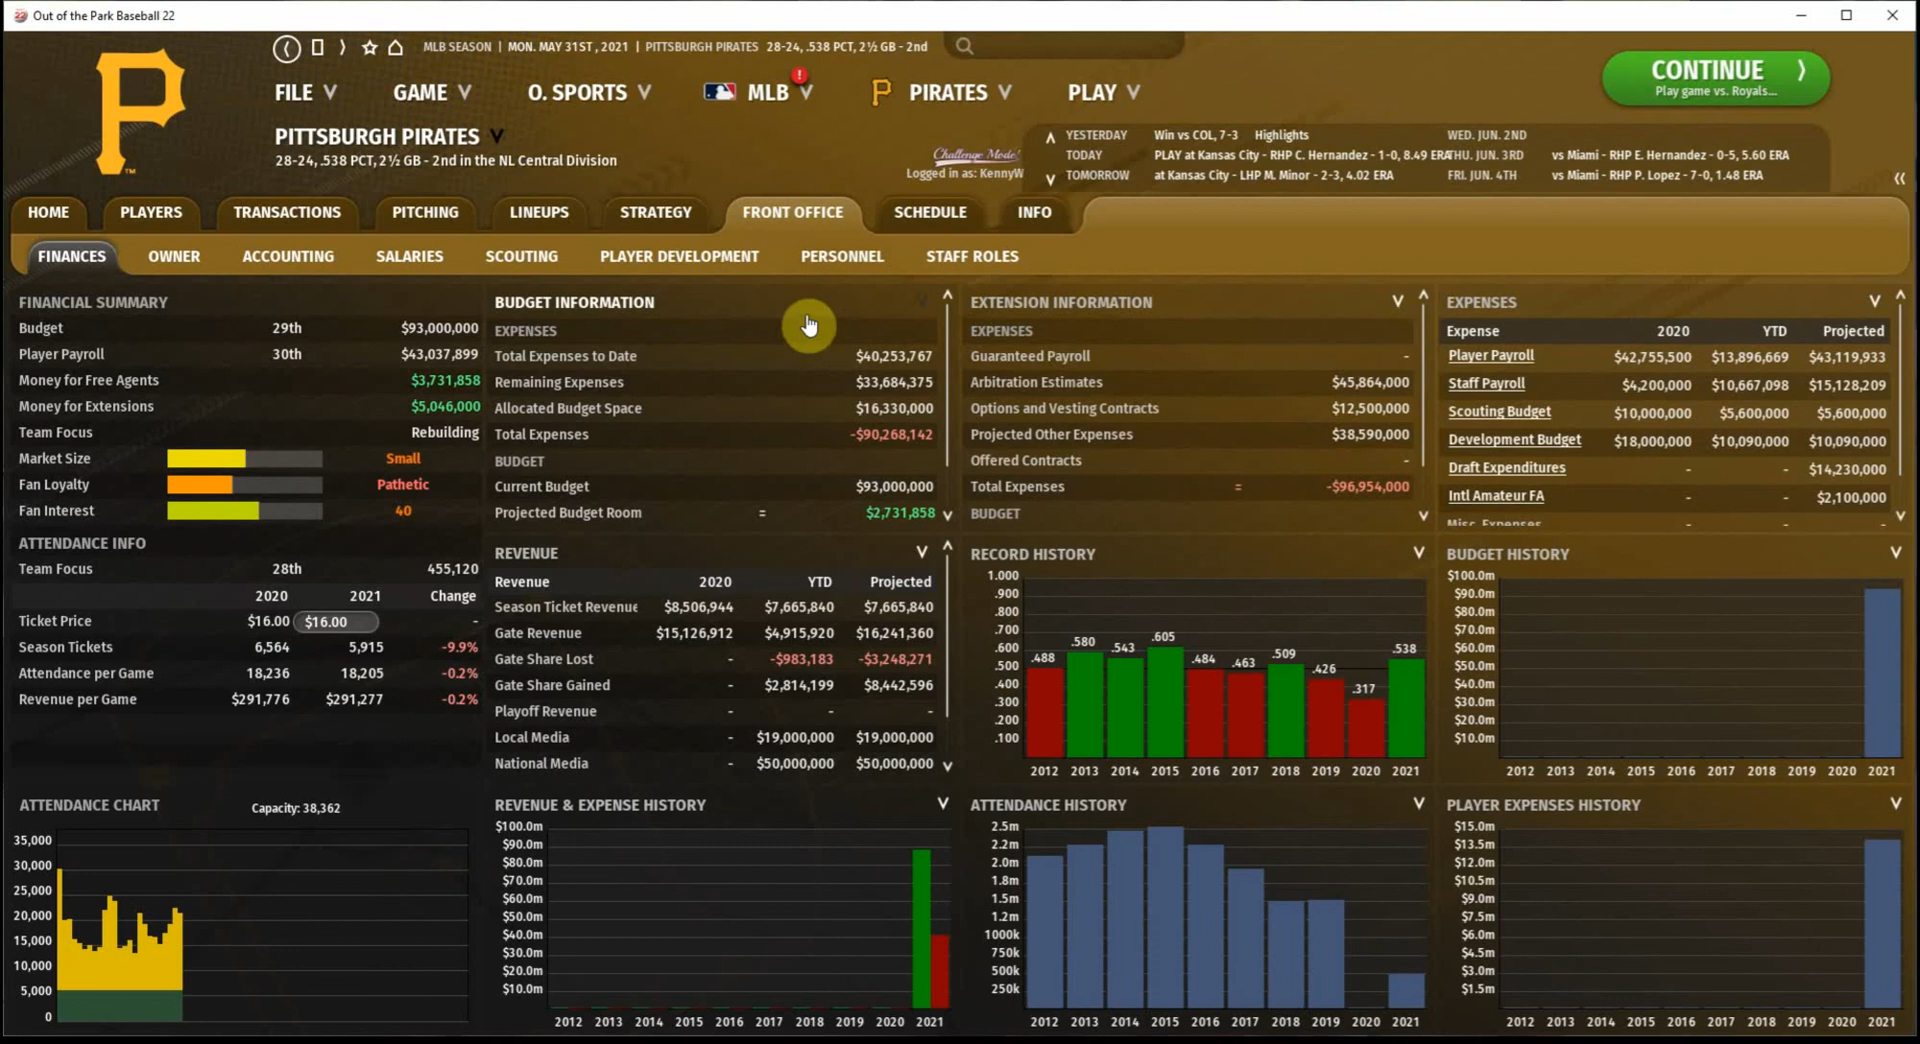 Out of the Park Baseball 22
MLB SEASON | MON. MAY 31ST, 2021 | PITTSBURGH PIRATES 28-24, .538 PCT, 2½ GB - 2nd
FILE GAME O. SPORTS MLB ! PIRATES PLAY
CONTINUE
Play game vs. Royals...
P
TM
PITTSBURGH PIRATES
28-24, .538 PCT, 2½ GB - 2nd in the NL Central Division
Challenge Mode!
Logged in as: KennyW
YESTERDAY Win vs COL, 7-3 Highlights WED. JUN. 2ND
TODAY PLAY at Kansas City - RHP C. Hernandez - 1-0, 8.49 ERA THU. JUN. 3RD vs Miami - RHP E. Hernandez - 0-5, 5.60 ERA
TOMORROW at Kansas City - LHP M. Minor - 2-3, 4.02 ERA FRI. JUN. 4TH vs Miami - RHP P. Lopez - 7-0, 1.48 ERA
HOME PLAYERS TRANSACTIONS PITCHING LINEUPS STRATEGY FRONT OFFICE SCHEDULE INFO
FINANCES OWNER ACCOUNTING SALARIES SCOUTING PLAYER DEVELOPMENT PERSONNEL STAFF ROLES
FINANCIAL SUMMARY
Budget 29th $93,000,000
Player Payroll 30th $43,037,899
Money for Free Agents $3,731,858
Money for Extensions $5,046,000
Team Focus Rebuilding
Market Size Small
Fan Loyalty Pathetic
Fan Interest 40
BUDGET INFORMATION
EXPENSES
Total Expenses to Date $40,253,767
Remaining Expenses $33,684,375
Allocated Budget Space $16,330,000
Total Expenses -$90,268,142
BUDGET
Current Budget $93,000,000
Projected Budget Room = $2,731,858
EXTENSION INFORMATION
EXPENSES
Guaranteed Payroll -
Arbitration Estimates $45,864,000
Options and Vesting Contracts $12,500,000
Projected Other Expenses $38,590,000
Offered Contracts -
Total Expenses = -$96,954,000
BUDGET
EXPENSES
Expense 2020 YTD Projected
Player Payroll $42,755,500 $13,896,669 $43,119,933
Staff Payroll $4,200,000 $10,667,098 $15,128,209
Scouting Budget $10,000,000 $5,600,000 $5,600,000
Development Budget $18,000,000 $10,090,000 $10,090,000
Draft Expenditures - - $14,230,000
Intl Amateur FA - - $2,100,000
Misc. Expenses - - -
ATTENDANCE INFO
Team Focus 28th 455,120
2020 2021 Change
Ticket Price $16.00 $16.00 -
Season Tickets 6,564 5,915 -9.9%
Attendance per Game 18,236 18,205 -0.2%
Revenue per Game $291,776 $291,277 -0.2%
REVENUE
Revenue 2020 YTD Projected
Season Ticket Revenue $8,506,944 $7,665,840 $7,665,840
Gate Revenue $15,126,912 $4,915,920 $16,241,360
Gate Share Lost - -$983,183 -$3,248,271
Gate Share Gained - $2,814,199 $8,442,596
Playoff Revenue - - -
Local Media - $19,000,000 $19,000,000
National Media - $50,000,000 $50,000,000
RECORD HISTORY
1.000
.900
.800
.700
.600
.500
.400
.300
.200
.100
.488 .580 .543 .605 .484 .463 .509 .426 .317 .538
2012 2013 2014 2015 2016 2017 2018 2019 2020 2021
BUDGET HISTORY
$100.0m
$90.0m
$80.0m
$70.0m
$60.0m
$50.0m
$40.0m
$30.0m
$20.0m
$10.0m
2012 2013 2014 2015 2016 2017 2018 2019 2020 2021
ATTENDANCE CHART Capacity: 38,362
35,000
30,000
25,000
20,000
15,000
10,000
5,000
0
REVENUE & EXPENSE HISTORY
$100.0m
$90.0m
$80.0m
$70.0m
$60.0m
$50.0m
$40.0m
$30.0m
$20.0m
$10.0m
2012 2013 2014 2015 2016 2017 2018 2019 2020 2021
ATTENDANCE HISTORY
2.5m
2.2m
2.0m
1.8m
1.5m
1.2m
1000k
750k
500k
250k
2012 2013 2014 2015 2016 2017 2018 2019 2020 2021
PLAYER EXPENSES HISTORY
$15.0m
$13.5m
$12.0m
$10.5m
$9.0m
$7.5m
$6.0m
$4.5m
$3.0m
$1.5m
2012 2013 2014 2015 2016 2017 2018 2019 2020 2021